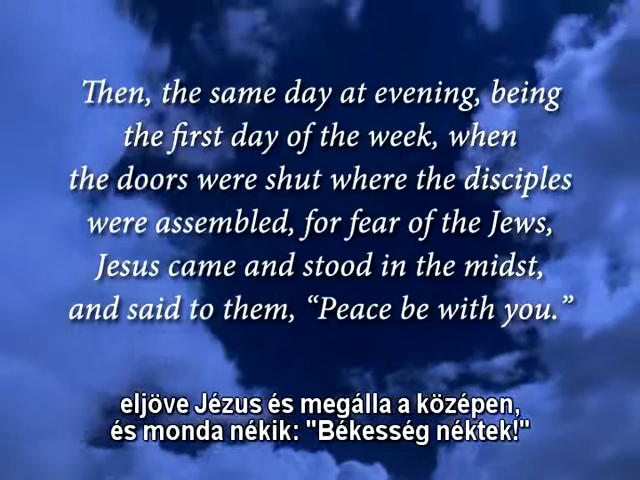 Then, the same day at evening, being
the first day of the week, when
the doors were shut where the disciples
were assembled, for fear of the Jews,
Jesus came and stood in the midst,
and said to them, “Peace be with you.”
eljöve Jézus és megálla a középen,
és monda nékik: "Békesség néktek!"